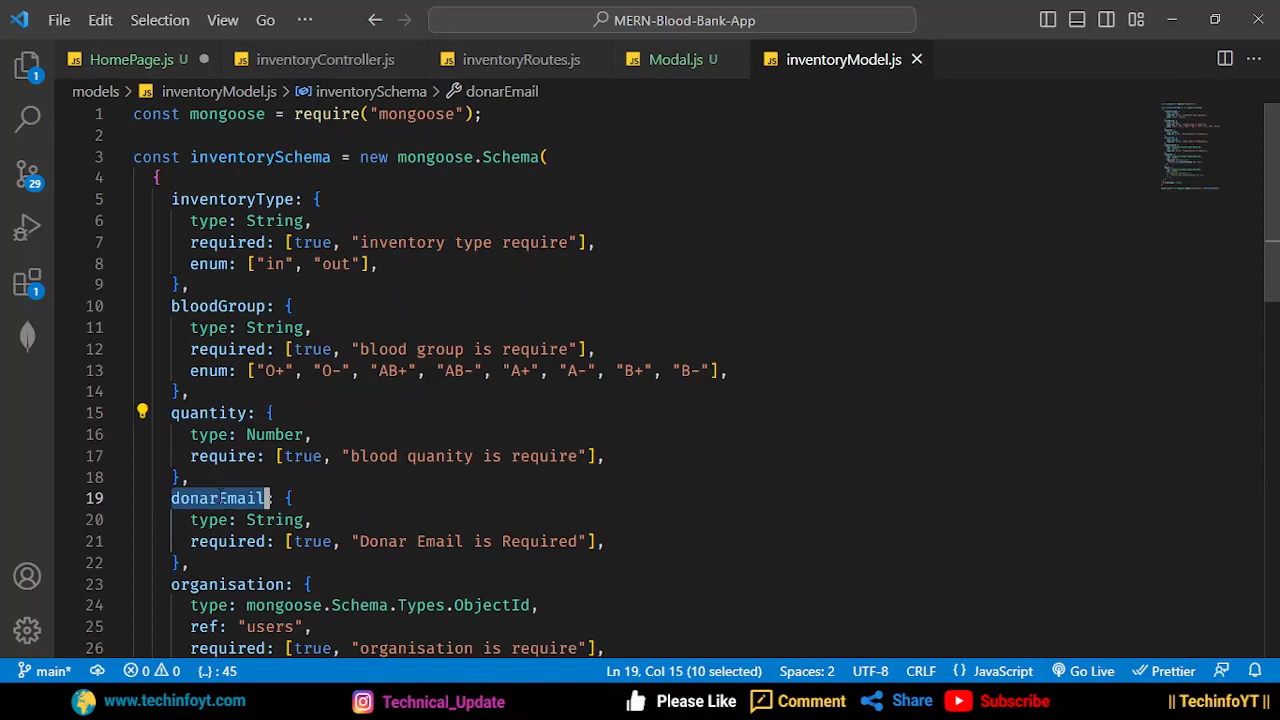 File Edit Selection View Go ··· MERN-Blood-Bank-App
HomePage.js U inventoryController.js inventoryRoutes.js Modal.js U inventoryModel.js
models > inventoryModel.js > inventorySchema > donarEmail
1 const mongoose = require("mongoose");
2
3 const inventorySchema = new mongoose.Schema(
4 {
5 inventoryType: {
6 type: String,
7 required: [true, "inventory type require"],
8 enum: ["in", "out"],
9 },
10 bloodGroup: {
11 type: String,
12 required: [true, "blood group is require"],
13 enum: ["O+", "O-", "AB+", "AB-", "A+", "A-", "B+", "B-"],
14 },
15 quantity: {
16 type: Number,
17 require: [true, "blood quanity is require"],
18 },
19 donarEmail: {
20 type: String,
21 required: [true, "Donar Email is Required"],
22 },
23 organisation: {
24 type: mongoose.Schema.Types.ObjectId,
25 ref: "users",
26 required: [true, "organisation is require"],
1
29
1
main* 0 0 {..} : 45 Ln 19, Col 15 (10 selected) Spaces: 2 UTF-8 CRLF {} JavaScript Go Live Prettier
www.techinfoyt.com Technical_Update Please Like Comment Share Subscribe || TechinfoYT ||